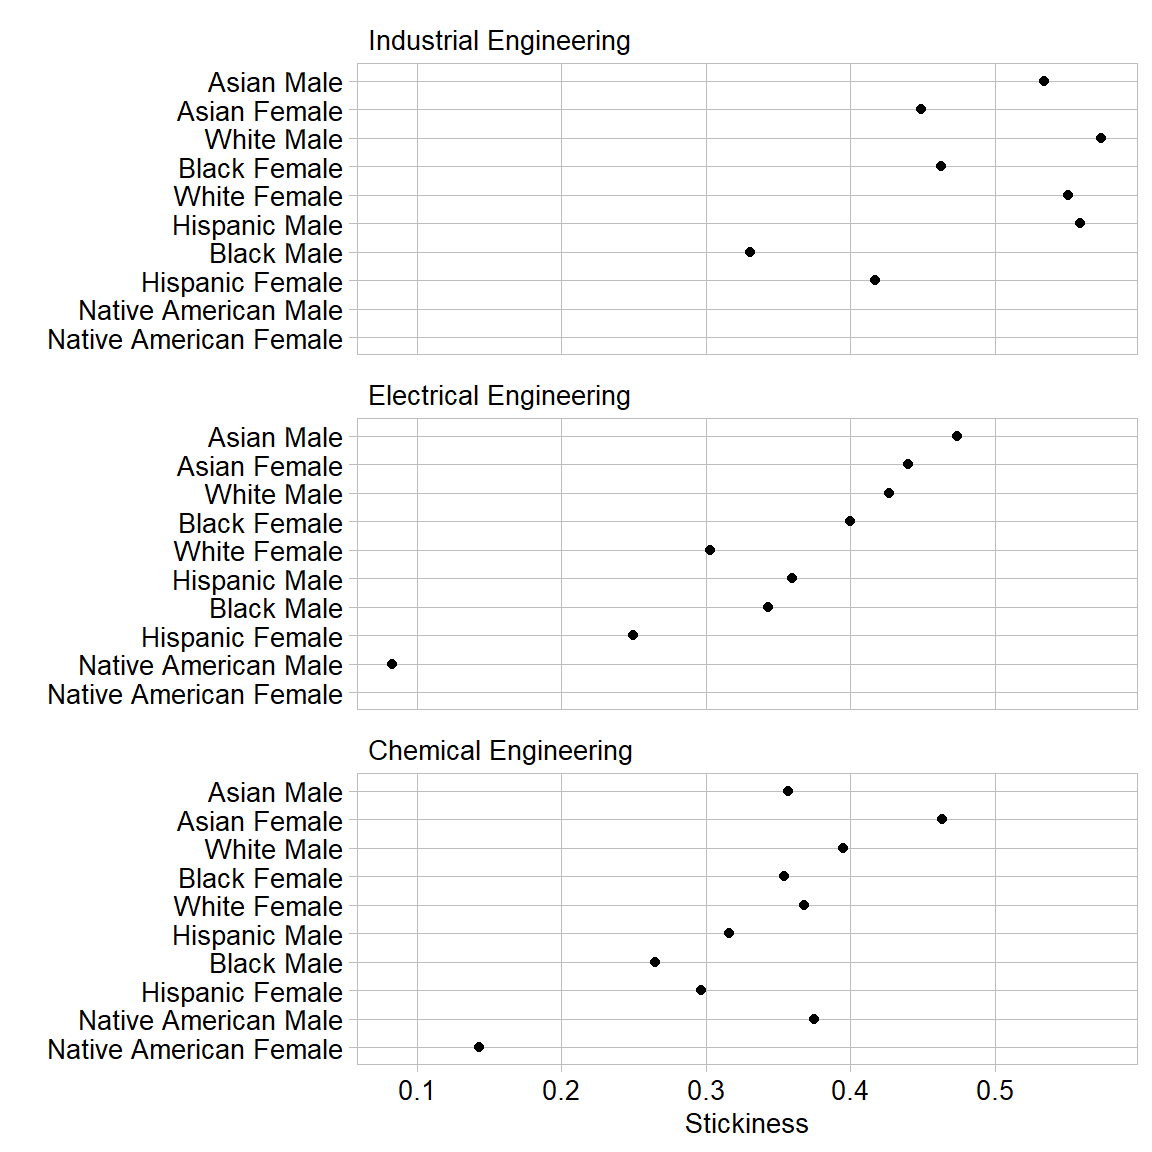 Industrial Engineering
Asian Male
Asian Female
White Male
Black Female
White Female
Hispanic Male
Black Male
Hispanic Female
Native American Male
Native American Female
Electrical Engineering
Asian Male
Asian Female
White Male
Black Female
White Female
Hispanic Male
Black Male
Hispanic Female
Native American Male
Native American Female
Chemical Engineering
Asian Male
Asian Female
White Male
Black Female
White Female
Hispanic Male
Black Male
Hispanic Female
Native American Male
Native American Female
0.1 0.2 0.3 0.4 0.5
Stickiness